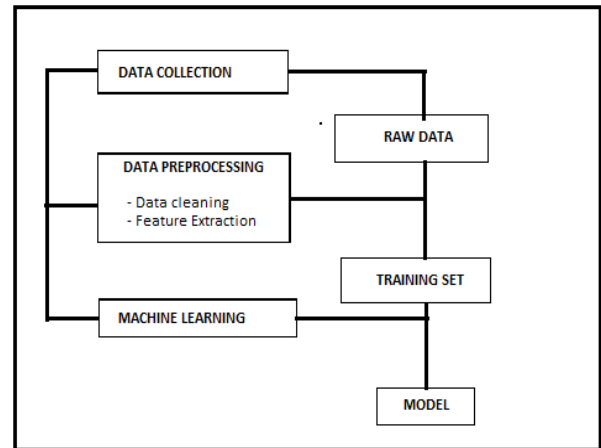 DATA COLLECTION
RAW DATA
DATA PREPROCESSING
- Data cleaning
- Feature Extraction
TRAINING SET
MACHINE LEARNING
MODEL